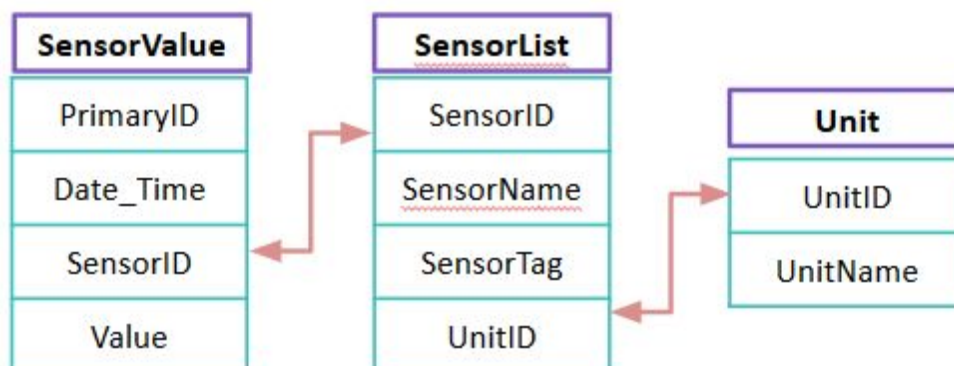 SensorValue
PrimaryID
Date_Time
SensorID
Value
SensorList
SensorID
SensorName
SensorTag
UnitID
Unit
UnitID
UnitName